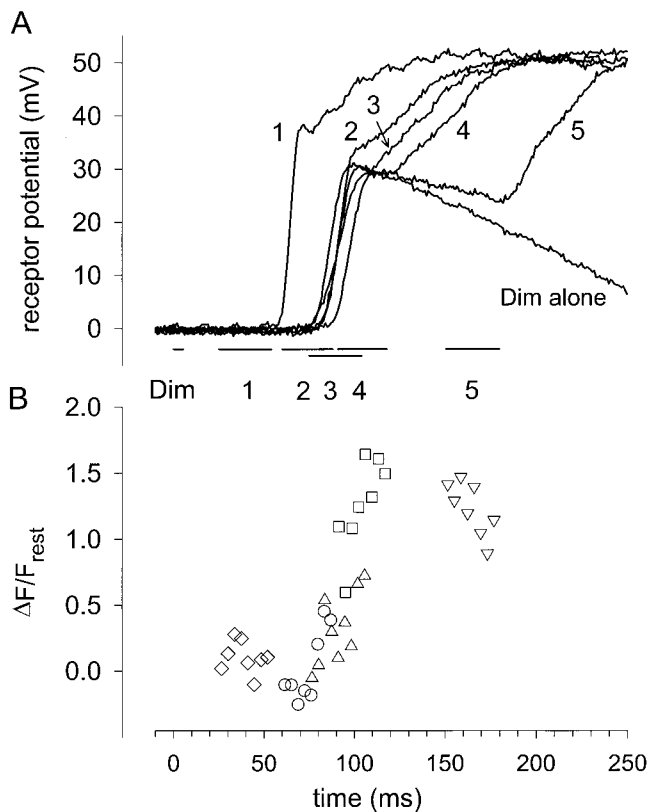 A
receptor potential (mV)
50
40
30
20
10
0
1
2
3
4
5
Dim alone
Dim 1 2 3 4 5
B
ΔF/Frest
2.0
1.5
1.0
0.5
0.0
0 50 100 150 200 250
time (ms)